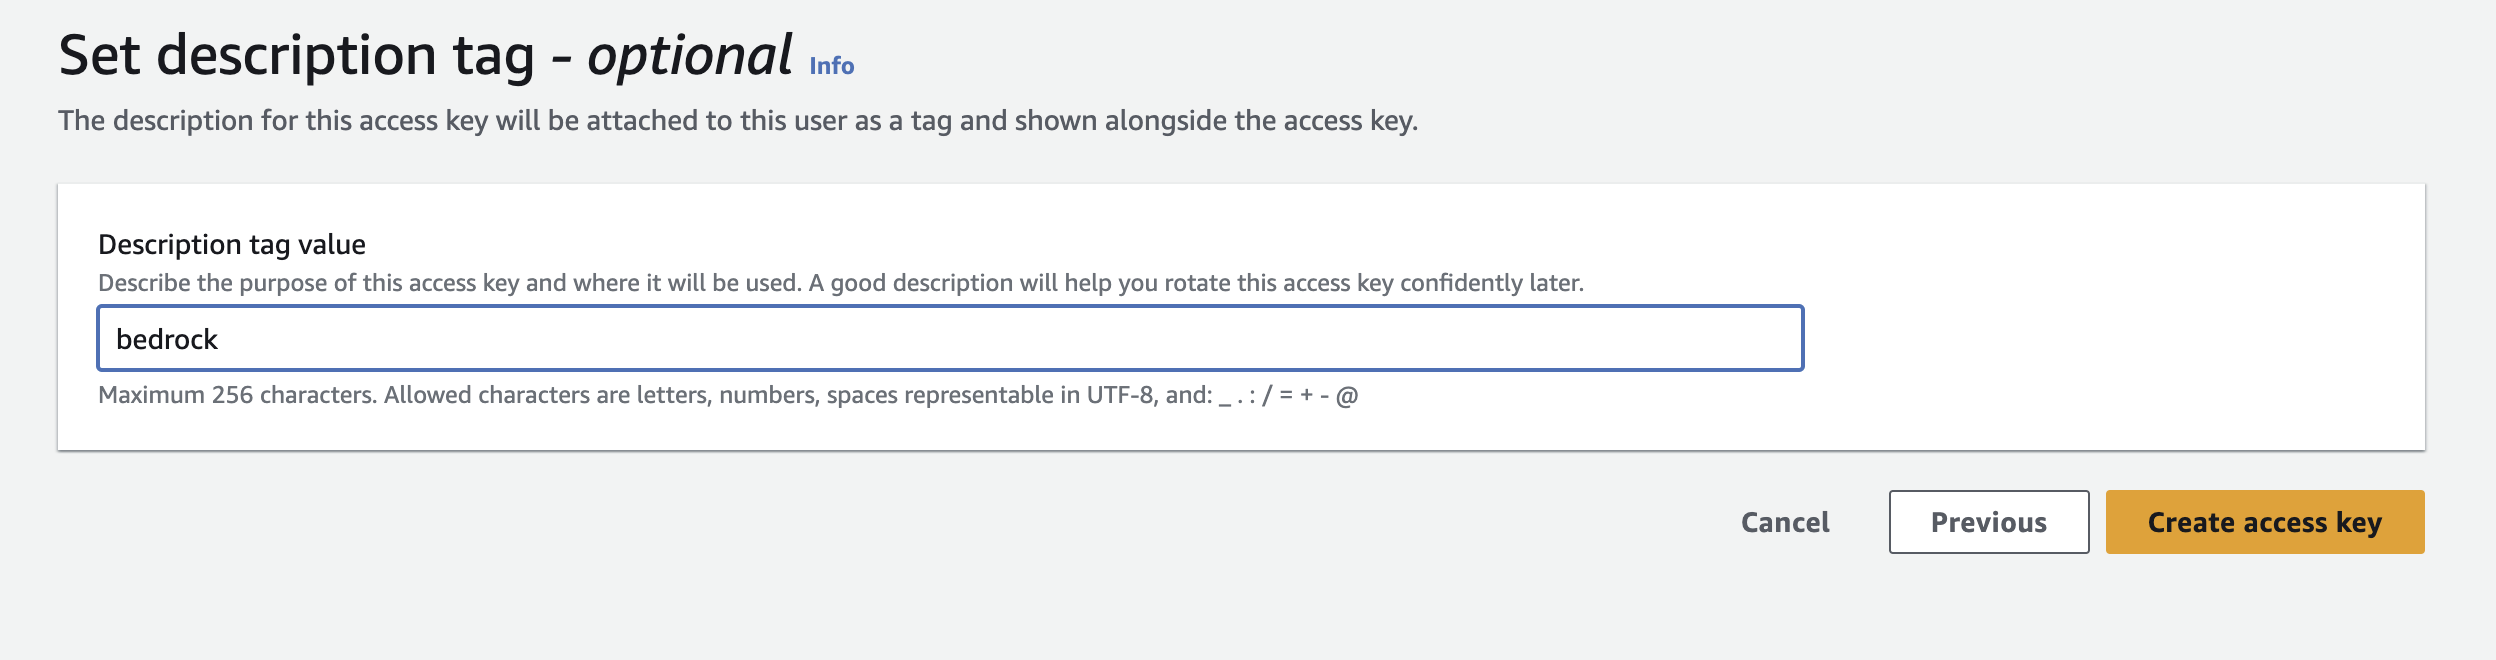 Set description tag - optional Info
The description for this access key will be attached to this user as a tag and shown alongside the access key.
Description tag value
Describe the purpose of this access key and where it will be used. A good description will help you rotate this access key confidently later.
bedrock
Maximum 256 characters. Allowed characters are letters, numbers, spaces representable in UTF-8, and: _ . : / = + - @
Cancel Previous Create access key